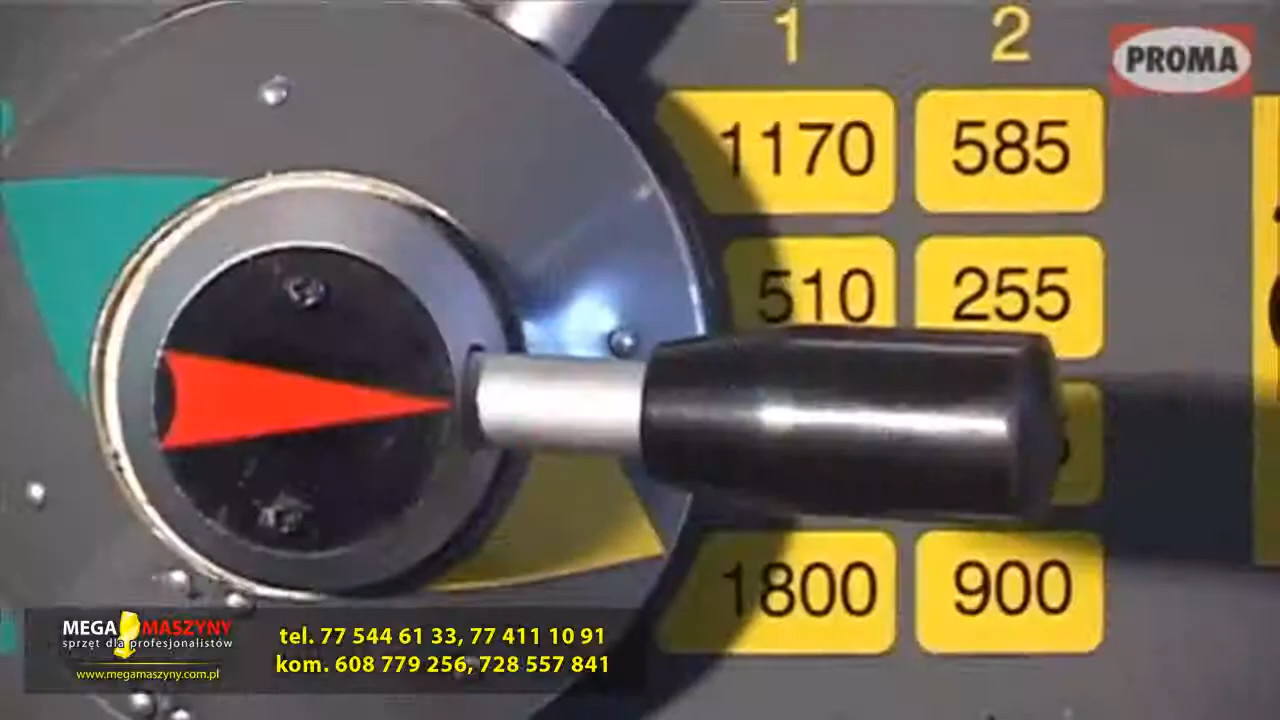 1 2
PROMA
1170 585
510 255
1800 900
MEGA MASZYNY
sprzęt dla profesjonalistów
www.megamaszyny.com.pl
tel. 77 544 61 33, 77 411 10 91
kom. 608 779 256, 728 557 841